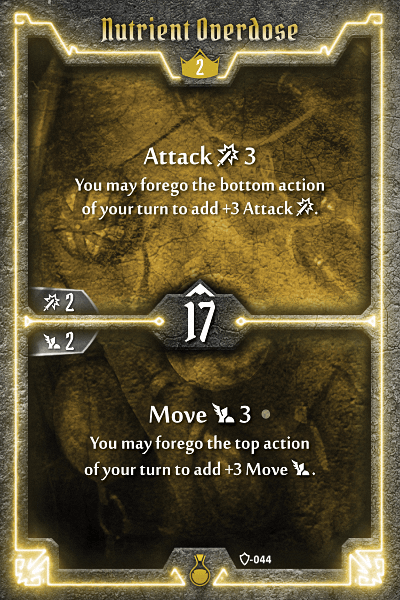 Nutrient Overdose
2
Attack 3
You may forego the bottom action
of your turn to add +3 Attack .
2
17
2
Move 3
You may forego the top action
of your turn to add +3 Move .
-044